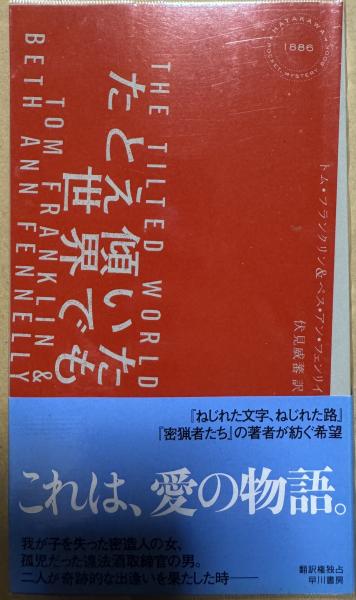 HAYAKAWA
1886
POCKET MYSTERY BOOKS
THE TILTED WORLD
たとえ傾いた
世界でも
TOM FRANKLIN &
BETH ANN FENNELLY
トム・フランクリン&ベス・アン・フェンリイ
伏見威蕃 訳
『ねじれた文字、ねじれた路』
『密猟者たち』の著者が紡ぐ希望
これは、愛の物語。
我が子を失った密造人の女、
孤児だった違法酒取締官の男。
二人が奇跡的な出逢いを果たした時──
翻訳権独占
早川書房